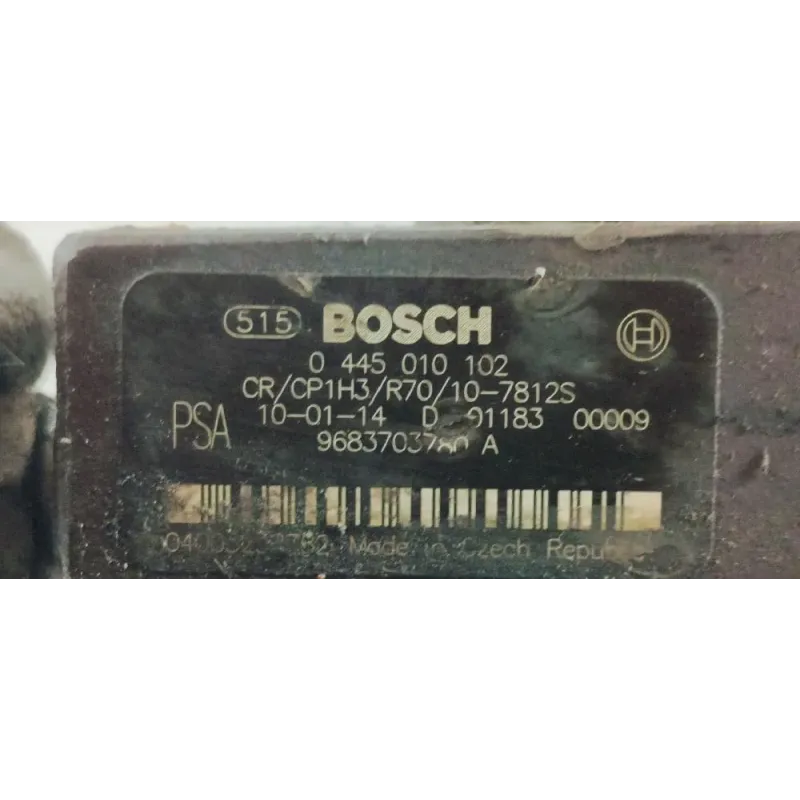 515 BOSCH
0 445 010 102
CR/CP1H3/R70/10-7812S
10-01-14 D 91183 00009
PSA
9683703780 A
Made in Czech